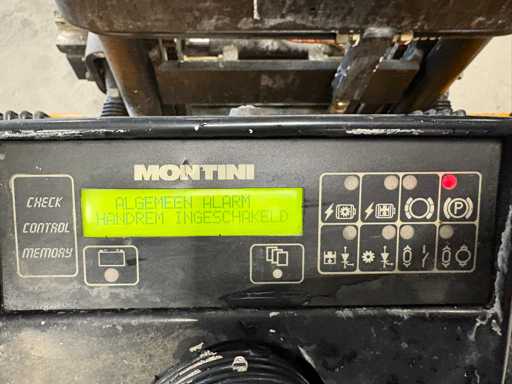 MONTINI
CHECK
CONTROL
MEMORY
ALGEMEEN ALARM
HANDREM INGESCHAKELD
P